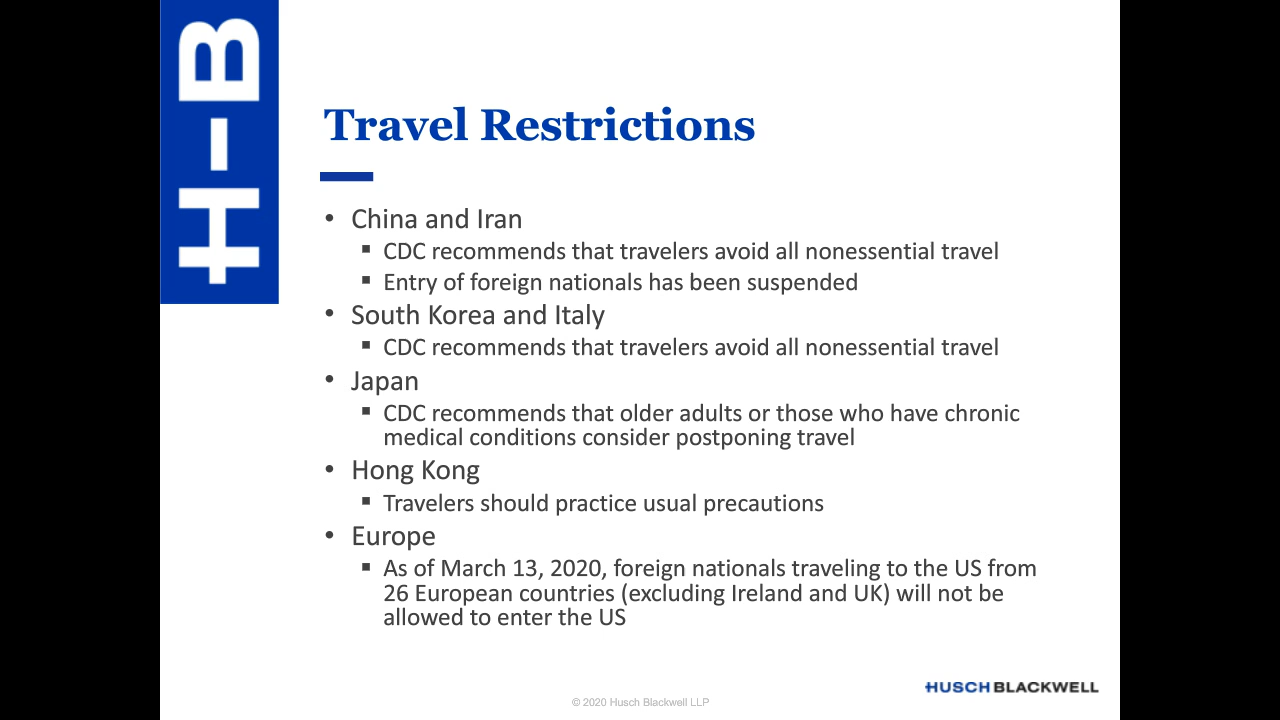 H-B
Travel Restrictions
• China and Iran
▪ CDC recommends that travelers avoid all nonessential travel
▪ Entry of foreign nationals has been suspended
• South Korea and Italy
▪ CDC recommends that travelers avoid all nonessential travel
• Japan
▪ CDC recommends that older adults or those who have chronic
medical conditions consider postponing travel
• Hong Kong
▪ Travelers should practice usual precautions
• Europe
▪ As of March 13, 2020, foreign nationals traveling to the US from
26 European countries (excluding Ireland and UK) will not be
allowed to enter the US
HUSCH BLACKWELL
© 2020 Husch Blackwell LLP